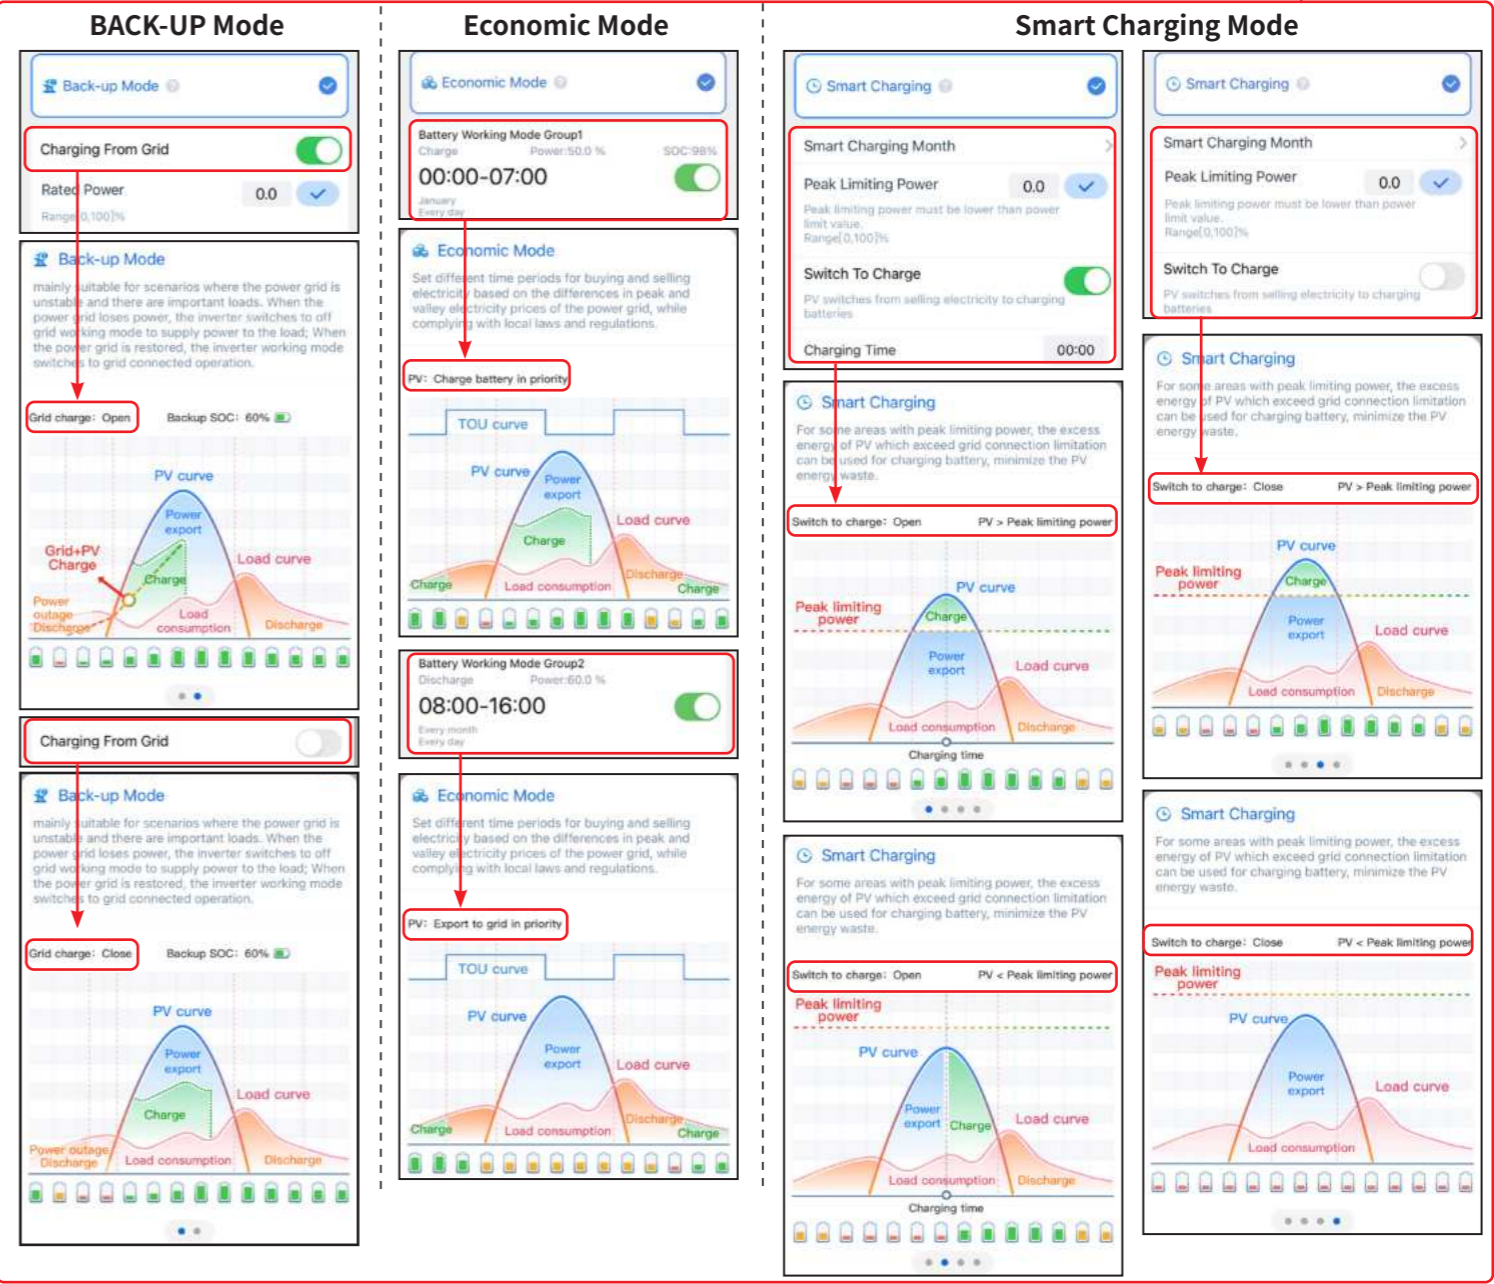 BACK-UP Mode
Back-up Mode
Charging From Grid
Rated Power
0.0
Range[0,100]%
Back-up Mode
mainly suitable for scenarios where the power grid is
unstable and there are important loads. When the
power grid loses power, the inverter switches to off
grid working mode to supply power to the load; When
the power grid is restored, the inverter working mode
switches to grid connected operation.
Grid charge: Open
Backup SOC: 60%
PV curve
Power
export
Grid+PV
Charge
Load curve
Charge
Power
outage
Discharge
Load
consumption
Discharge
Charging From Grid
Back-up Mode
mainly suitable for scenarios where the power grid is
unstable and there are important loads. When the
power grid loses power, the inverter switches to off
grid working mode to supply power to the load; When
the power grid is restored, the inverter working mode
switches to grid connected operation.
Grid charge: Close
Backup SOC: 60%
PV curve
Power
export
Load curve
Charge
Power outage
Discharge
Load consumption
Discharge
Economic Mode
Economic Mode
Battery Working Mode Group1
Charge
Power:50.0 %
SOC:98%
00:00-07:00
January
Every day
Economic Mode
Set different time periods for buying and selling
electricity based on the differences in peak and
valley electricity prices of the power grid, while
complying with local laws and regulations.
PV: Charge battery in priority
TOU curve
PV curve
Power
export
Load curve
Charge
Charge
Load consumption
Discharge
Charge
Battery Working Mode Group2
Discharge
Power:60.0 %
08:00-16:00
Every month
Every day
Economic Mode
Set different time periods for buying and selling
electricity based on the differences in peak and
valley electricity prices of the power grid, while
complying with local laws and regulations.
PV: Export to grid in priority
TOU curve
PV curve
Power
export
Load curve
Charge
Load consumption
Discharge
Charge
Smart Charging Mode
Smart Charging
Smart Charging Month
Peak Limiting Power
0.0
Peak limiting power must be lower than power
limit value.
Range[0,100]%
Switch To Charge
PV switches from selling electricity to charging
batteries
Charging Time
00:00
Smart Charging
For some areas with peak limiting power, the excess
energy of PV which exceed grid connection limitation
can be used for charging battery, minimize the PV
energy waste.
Switch to charge: Open
PV > Peak limiting power
PV curve
Peak limiting
power
Charge
Power
export
Load curve
Load consumption
Discharge
Charging time
Smart Charging
For some areas with peak limiting power, the excess
energy of PV which exceed grid connection limitation
can be used for charging battery, minimize the PV
energy waste.
Switch to charge: Open
PV < Peak limiting power
Peak limiting
power
PV curve
Power
export
Charge
Load curve
Load consumption
Discharge
Charging time
Smart Charging
Smart Charging Month
Peak Limiting Power
0.0
Peak limiting power must be lower than power
limit value.
Range[0,100]%
Switch To Charge
PV switches from selling electricity to charging
batteries
Smart Charging
For some areas with peak limiting power, the excess
energy of PV which exceed grid connection limitation
can be used for charging battery, minimize the PV
energy waste.
Switch to charge: Close
PV > Peak limiting power
PV curve
Peak limiting
power
Charge
Power
export
Load curve
Load consumption
Discharge
Smart Charging
For some areas with peak limiting power, the excess
energy of PV which exceed grid connection limitation
can be used for charging battery, minimize the PV
energy waste.
Switch to charge: Close
PV < Peak limiting power
Peak limiting
power
PV curve
Power
export
Load curve
Load consumption